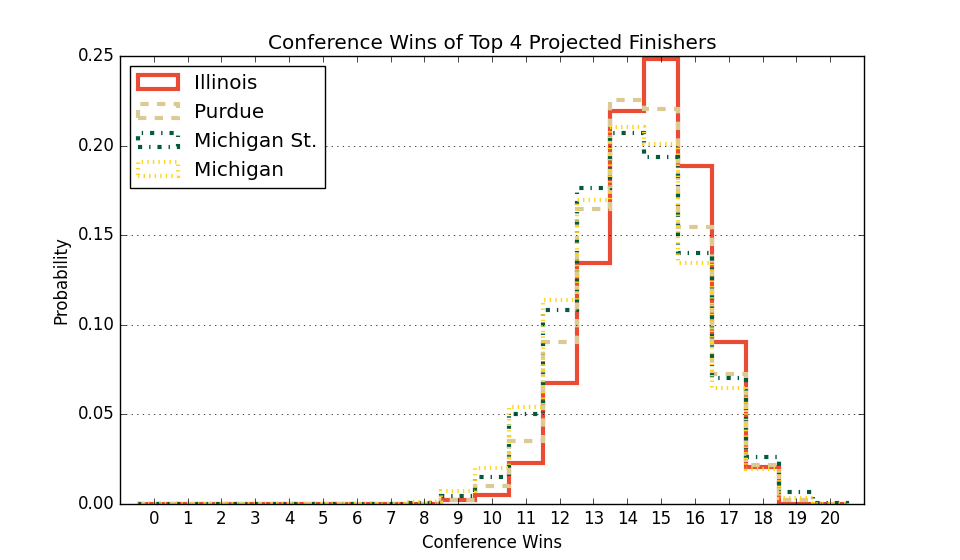 Conference Wins of Top 4 Projected Finishers
0.25
0.20
0.15
0.10
0.05
0.00
Probability
Illinois
Purdue
Michigan St.
Michigan
0 1 2 3 4 5 6 7 8 9 10 11 12 13 14 15 16 17 18 19 20
Conference Wins